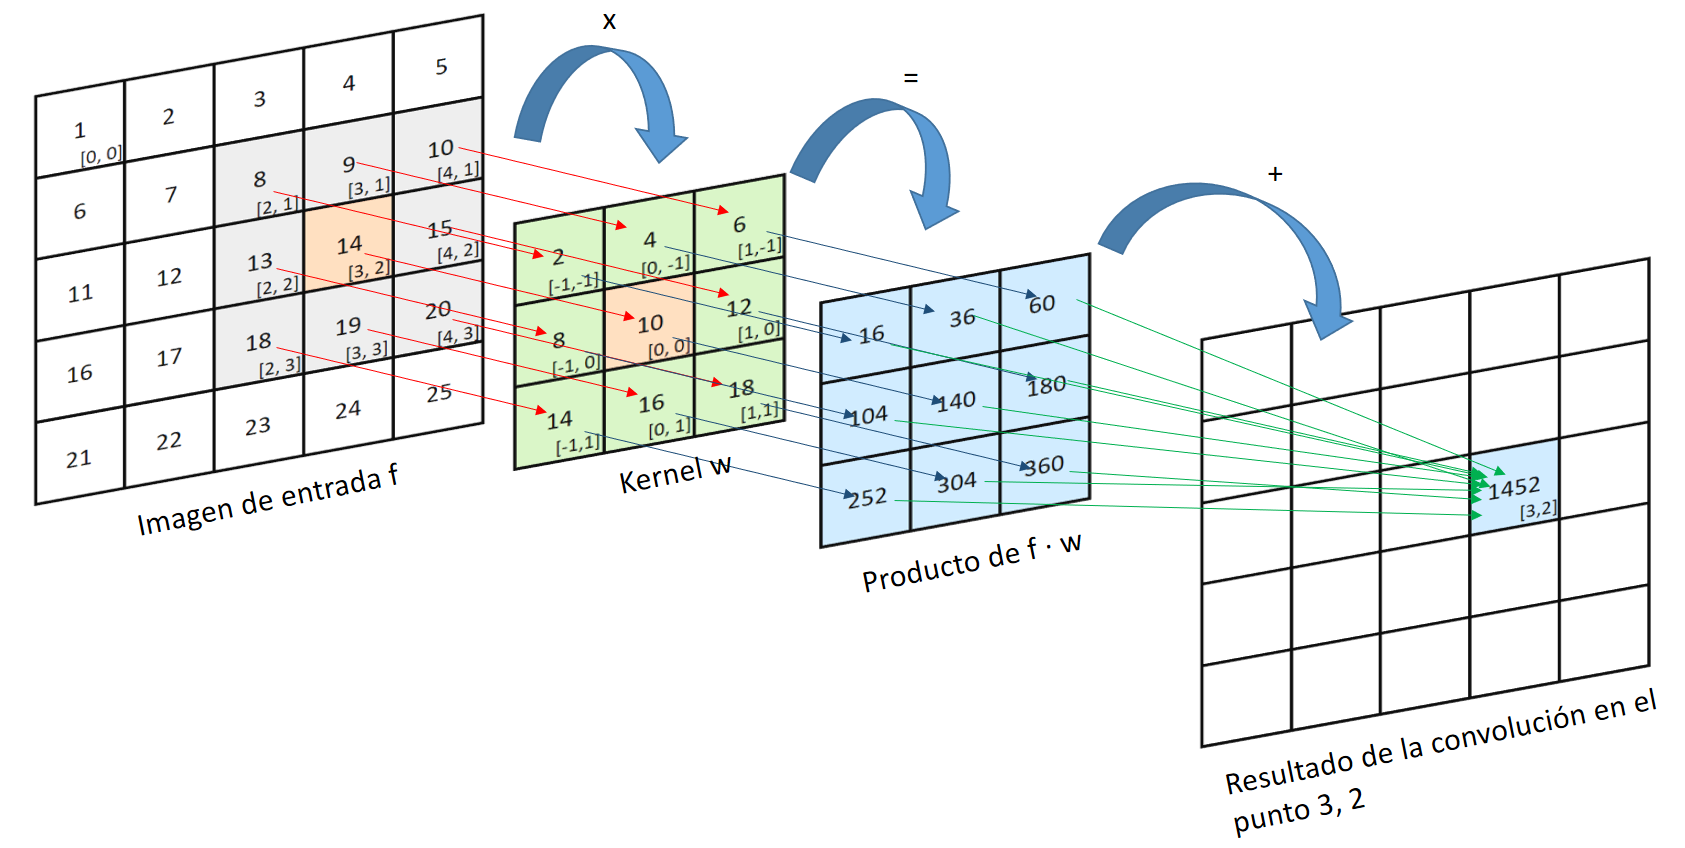 x
=
+
1 2 3 4 5
[0, 0]
6 7 8 9 10
[2, 1] [3, 1] [4, 1]
11 12 13 14 15
[2, 2] [3, 2] [4, 2]
16 17 18 19 20
[2, 3] [3, 3] [4, 3]
21 22 23 24 25
Imagen de entrada f
2 4 6
[-1,-1] [0, -1] [1,-1]
8 10 12
[-1, 0] [0, 0] [1, 0]
14 16 18
[-1,1] [0, 1] [1,1]
Kernel w
16 36 60
104 140 180
252 304 360
Producto de f · w
1452
[3,2]
Resultado de la convolución en el
punto 3, 2